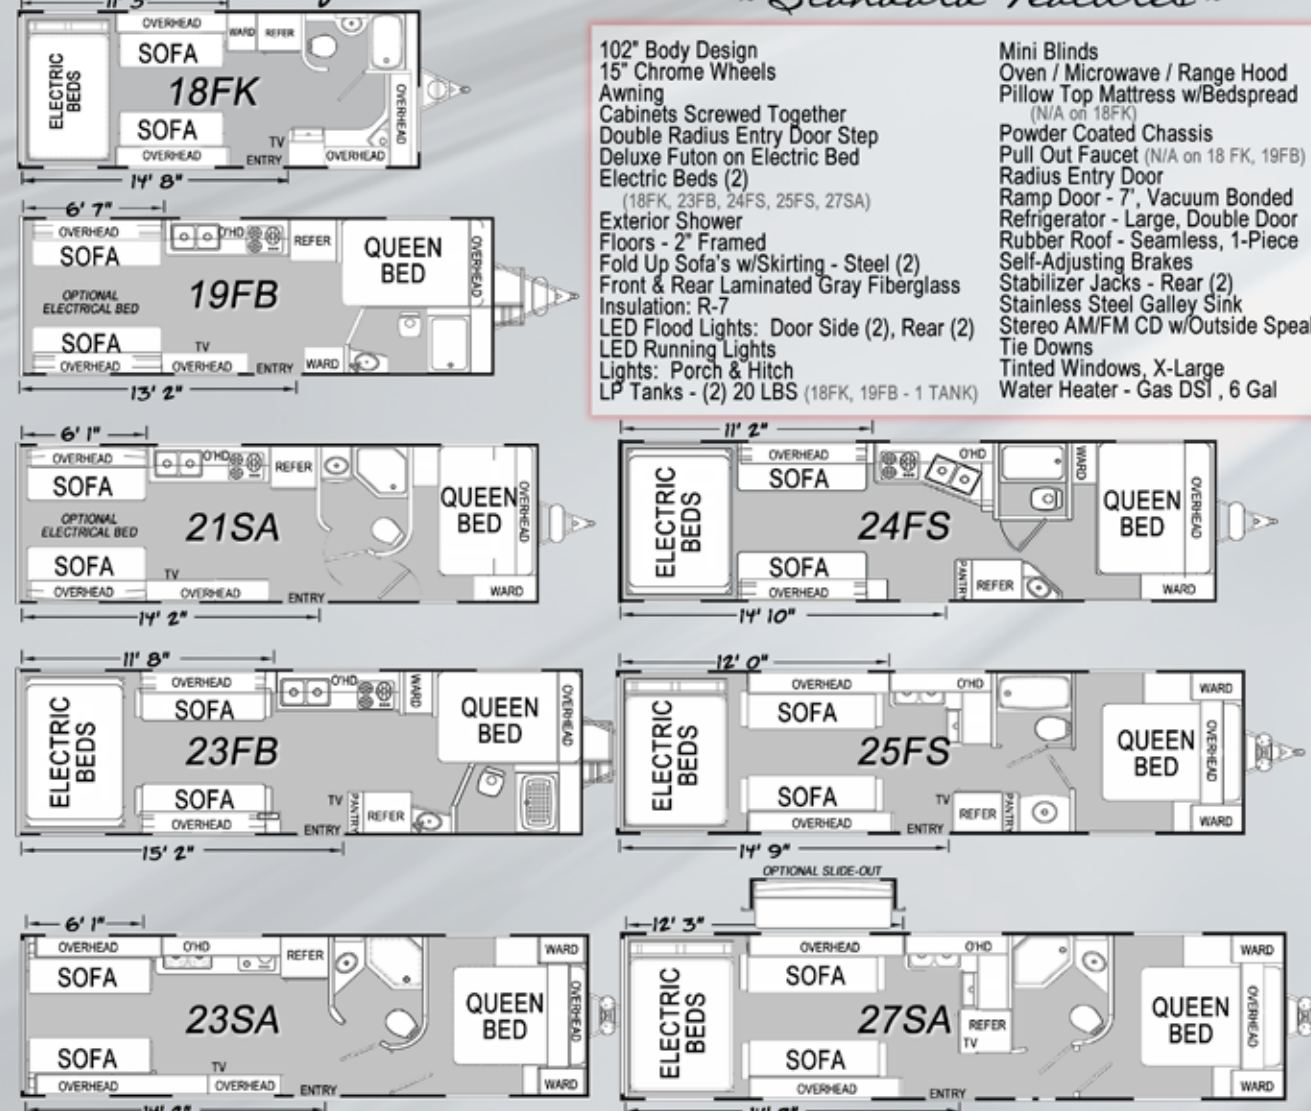 11' 3"
"Standard Features"
OVERHEAD
WARD
REFER
SOFA
ELECTRIC BEDS
18FK
SOFA
OVERHEAD
TV
OVERHEAD
ENTRY
OVERHEAD
14' 8"
102" Body Design
15" Chrome Wheels
Awning
Cabinets Screwed Together
Double Radius Entry Door Step
Deluxe Futon on Electric Bed
Electric Beds (2)
(18FK, 23FB, 24FS, 25FS, 27SA)
Exterior Shower
Floors - 2" Framed
Fold Up Sofa's w/Skirting - Steel (2)
Front & Rear Laminated Gray Fiberglass
Insulation: R-7
LED Flood Lights: Door Side (2), Rear (2)
LED Running Lights
Lights: Porch & Hitch
LP Tanks - (2) 20 LBS (18FK, 19FB - 1 TANK)
Mini Blinds
Oven / Microwave / Range Hood
Pillow Top Mattress w/Bedspread
(N/A on 18FK)
Powder Coated Chassis
Pull Out Faucet (N/A on 18 FK, 19FB)
Radius Entry Door
Ramp Door - 7', Vacuum Bonded
Refrigerator - Large, Double Door
Rubber Roof - Seamless, 1-Piece
Self-Adjusting Brakes
Stabilizer Jacks - Rear (2)
Stainless Steel Galley Sink
Stereo AM/FM CD w/Outside Speal
Tie Downs
Tinted Windows, X-Large
Water Heater - Gas DSI , 6 Gal
6' 7"
OVERHEAD
O'HD
REFER
SOFA
QUEEN
BED
OVERHEAD
OPTIONAL
ELECTRICAL BED
19FB
SOFA
TV
OVERHEAD
OVERHEAD
ENTRY
WARD
13' 2"
6' 1"
OVERHEAD
O'HD
REFER
SOFA
QUEEN
BED
OVERHEAD
OPTIONAL
ELECTRICAL BED
21SA
SOFA
TV
OVERHEAD
OVERHEAD
ENTRY
WARD
14' 2"
11' 2"
OVERHEAD
O'HD
WARD
SOFA
ELECTRIC
BEDS
24FS
QUEEN
BED
OVERHEAD
SOFA
OVERHEAD
PANTRY
REFER
WARD
14' 10"
11' 8"
OVERHEAD
O'HD
WARD
SOFA
ELECTRIC
BEDS
23FB
QUEEN
BED
OVERHEAD
SOFA
OVERHEAD
TV
PANTRY
REFER
ENTRY
15' 2"
12' 0"
OVERHEAD
O'HD
WARD
SOFA
ELECTRIC
BEDS
25FS
QUEEN
BED
OVERHEAD
SOFA
OVERHEAD
TV
REFER
PANTRY
WARD
ENTRY
14' 9"
OPTIONAL SLIDE-OUT
6' 1"
OVERHEAD
O'HD
REFER
WARD
SOFA
23SA
QUEEN
BED
OVERHEAD
SOFA
TV
OVERHEAD
OVERHEAD
ENTRY
WARD
12' 3"
OVERHEAD
O'HD
WARD
SOFA
ELECTRIC
BEDS
27SA
REFER
TV
QUEEN
BED
OVERHEAD
SOFA
OVERHEAD
ENTRY
WARD